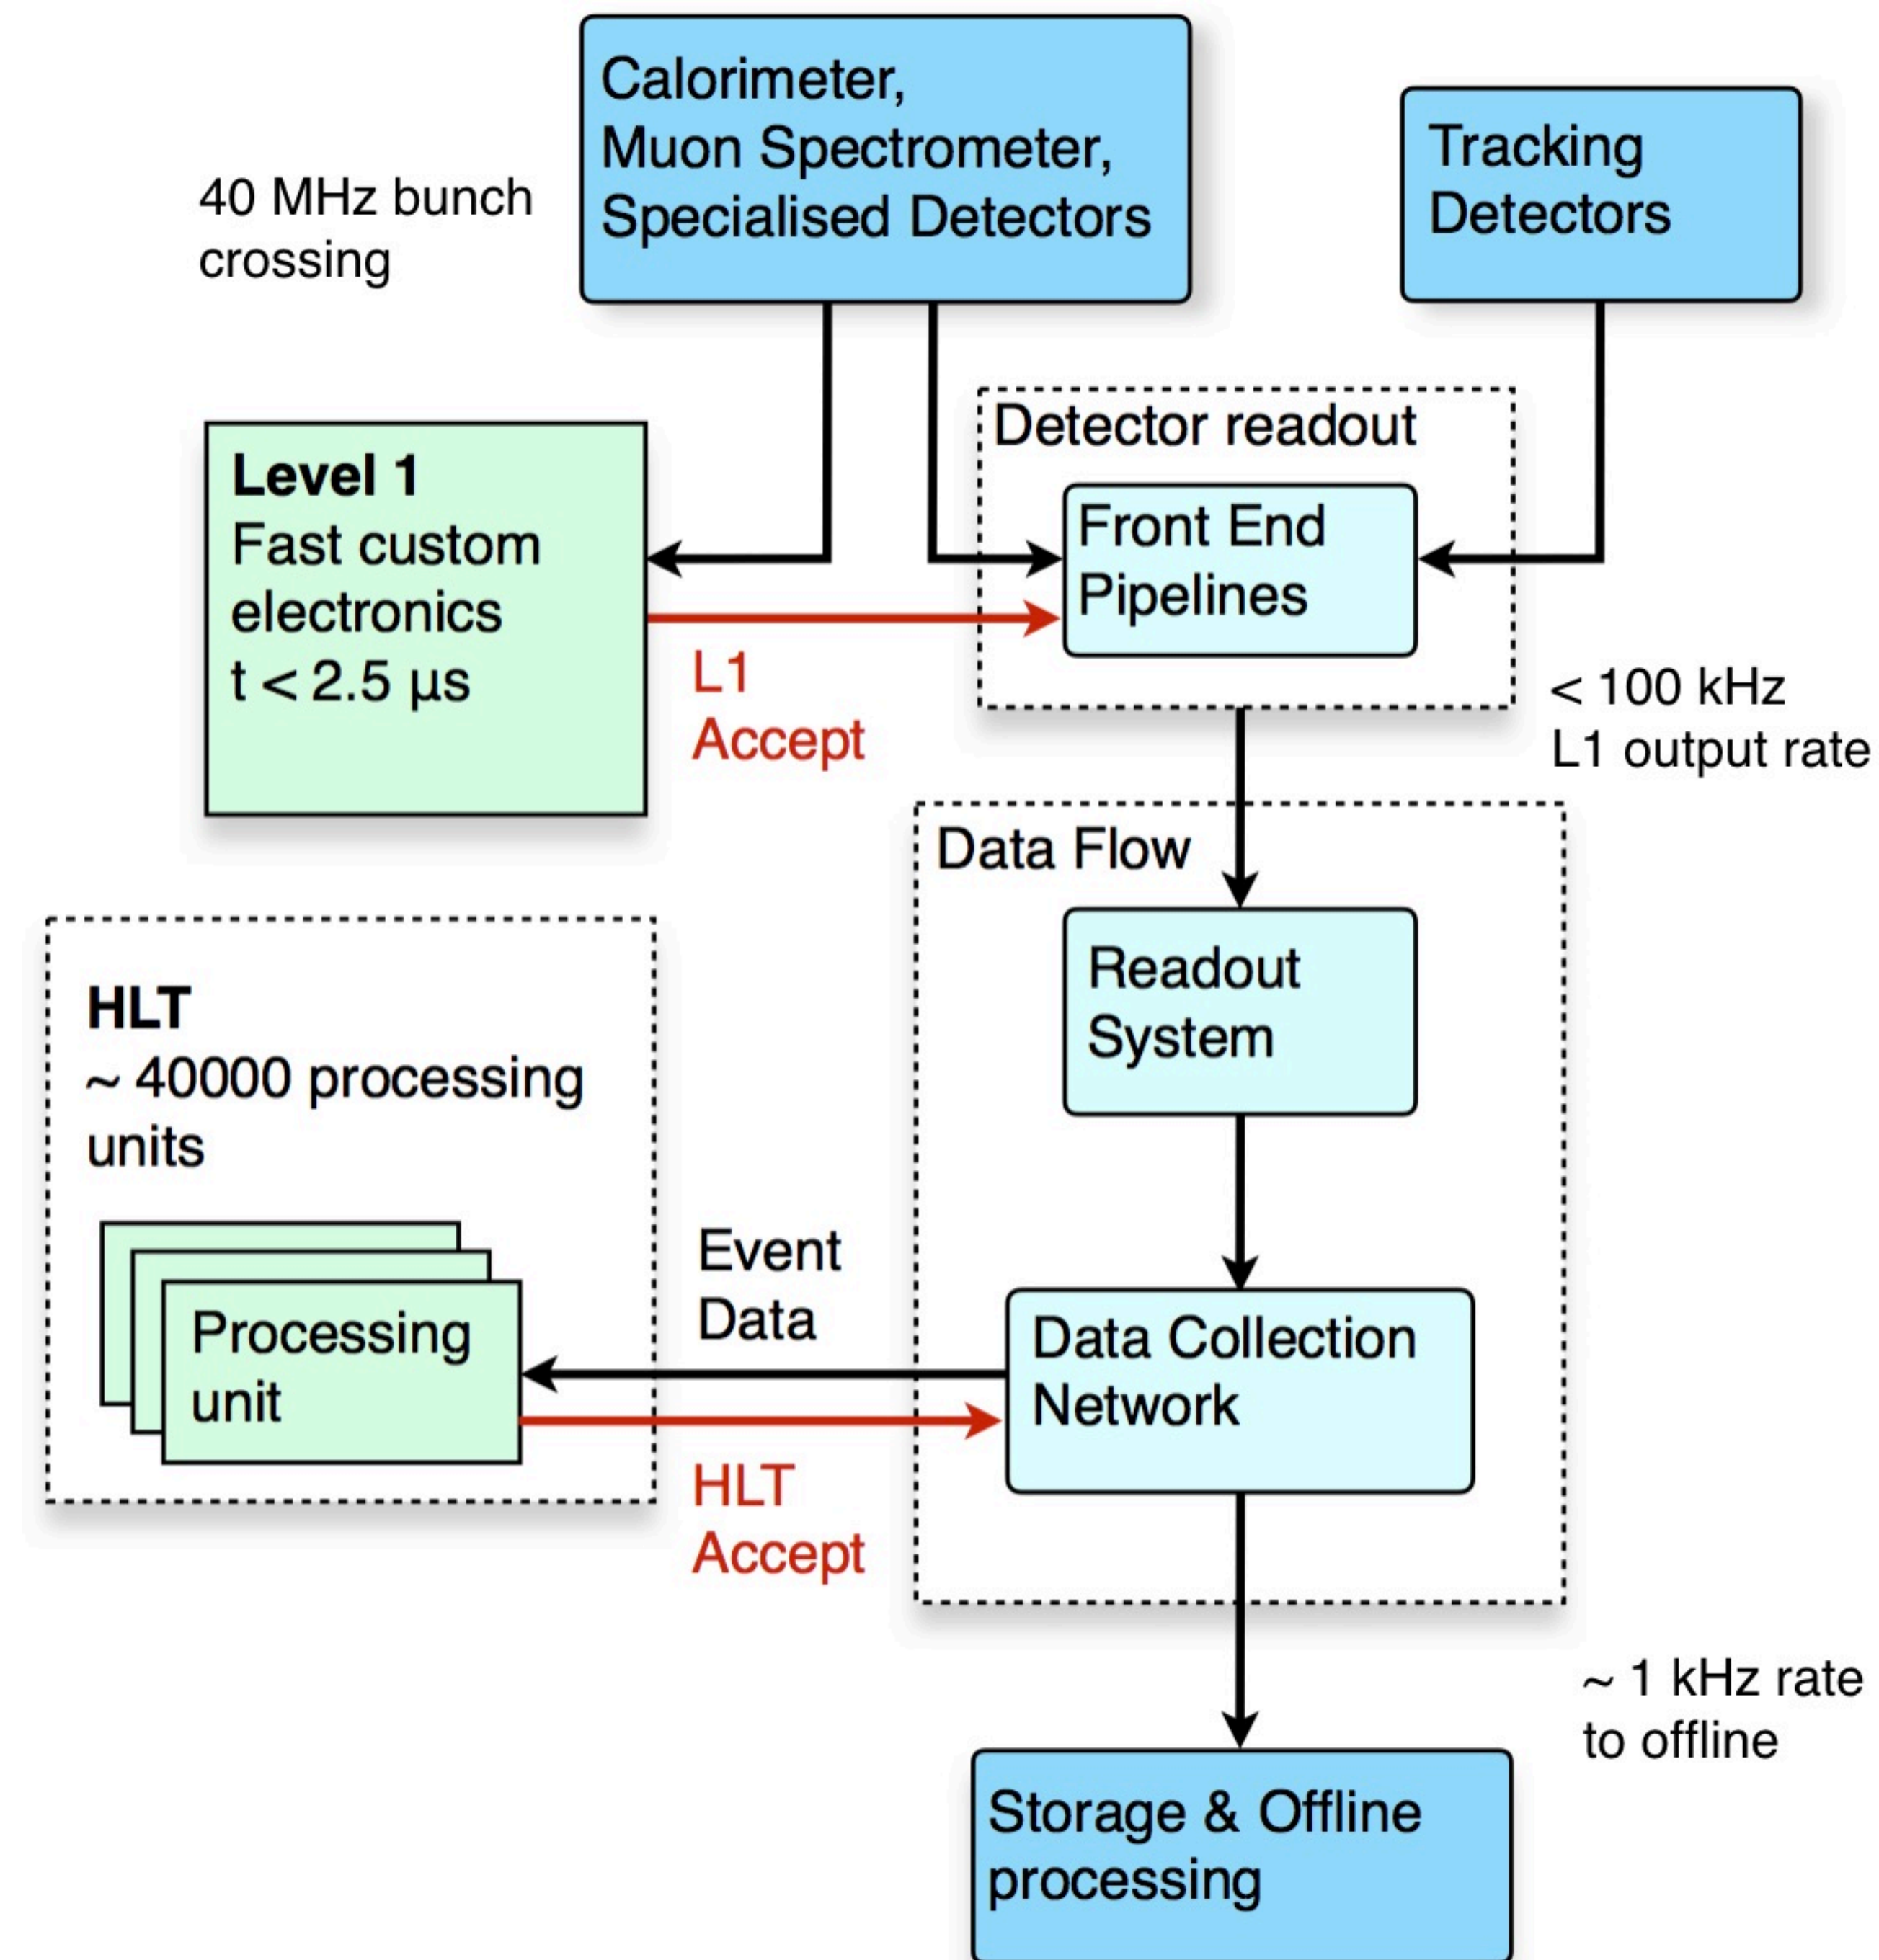 Calorimeter,
Muon Spectrometer,
Specialised Detectors
Tracking
Detectors
40 MHz bunch
crossing
Detector readout
Level 1
Fast custom
electronics
t < 2.5 µs
Front End
Pipelines
L1
Accept
< 100 kHz
L1 output rate
Data Flow
Readout
System
HLT
~ 40000 processing
units
Event
Data
Processing
unit
Data Collection
Network
HLT
Accept
~ 1 kHz rate
to offline
Storage & Offline
processing